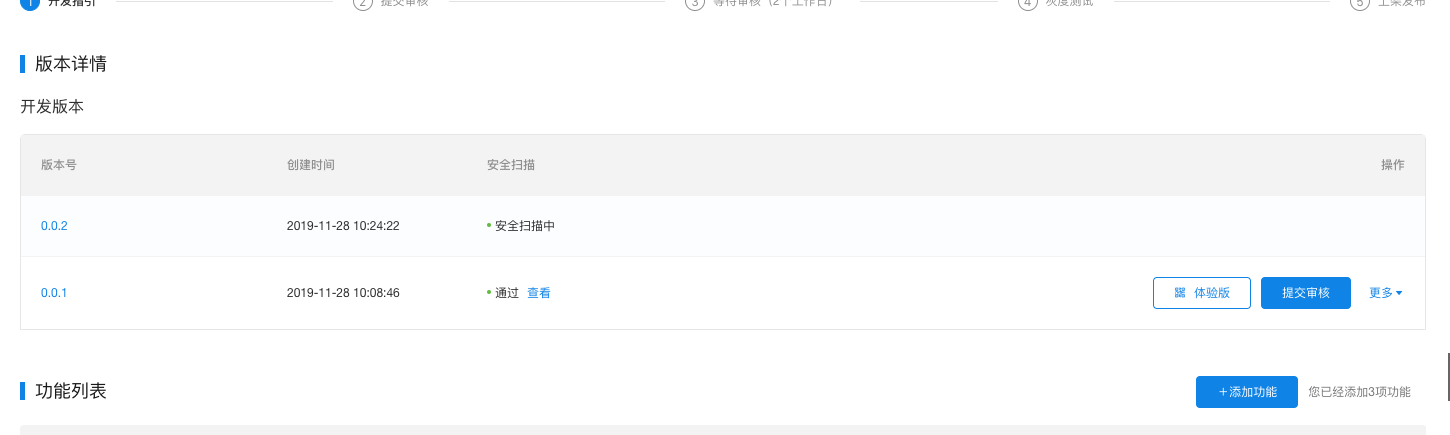 1 开发指引 2 提交审核 3 等待审核（2个工作日） 4 灰度测试 5 上架发布
版本详情
开发版本
版本号 创建时间 安全扫描 操作
0.0.2 2019-11-28 10:24:22 安全扫描中
0.0.1 2019-11-28 10:08:46 通过 查看 体验版 提交审核 更多
功能列表 +添加功能 您已经添加3项功能